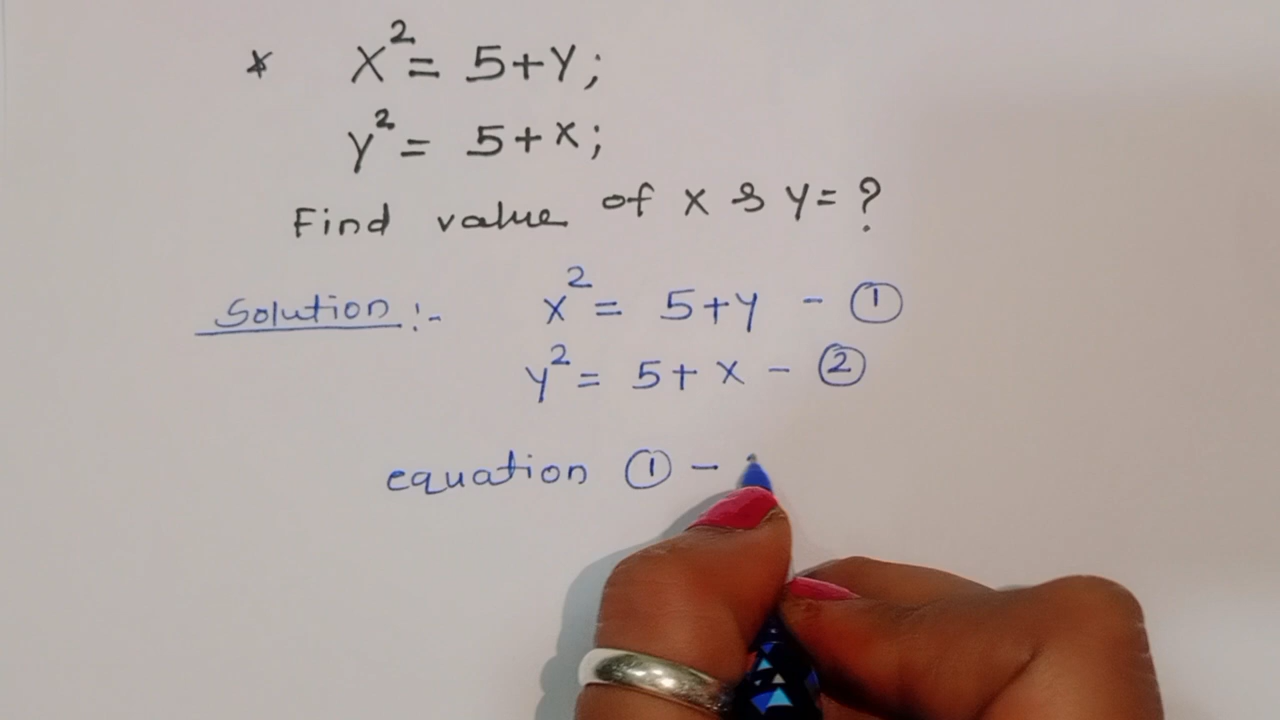 * x² = 5+y;
y² = 5+x;
Find value of x & y = ?
Solution :- x² = 5+y - ①
y² = 5+x - ②
equation ① -